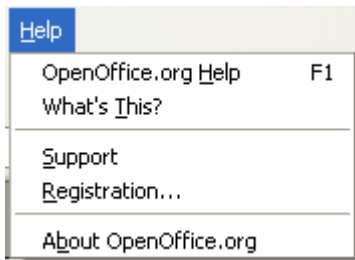 Help
OpenOffice.org Help F1
What's This?
Support
Registration...
About OpenOffice.org